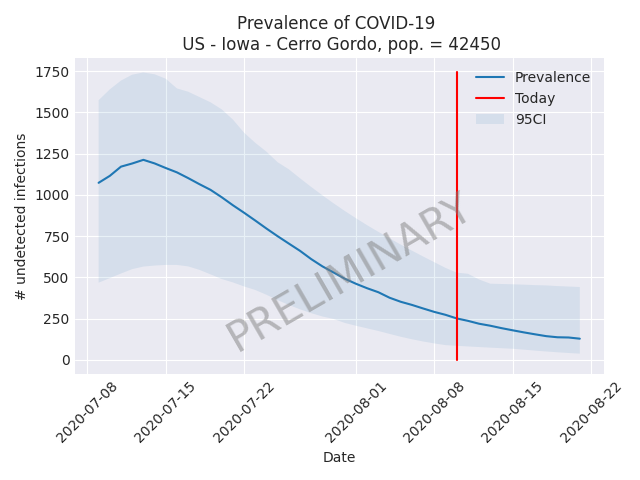 Prevalence of COVID-19
US - Iowa - Cerro Gordo, pop. = 42450
1750
1500
1250
1000
750
500
250
0
# undetected infections
Prevalence
Today
95CI
PRELIMINARY
2020-07-08
2020-07-15
2020-07-22
2020-08-01
2020-08-08
2020-08-15
2020-08-22
Date